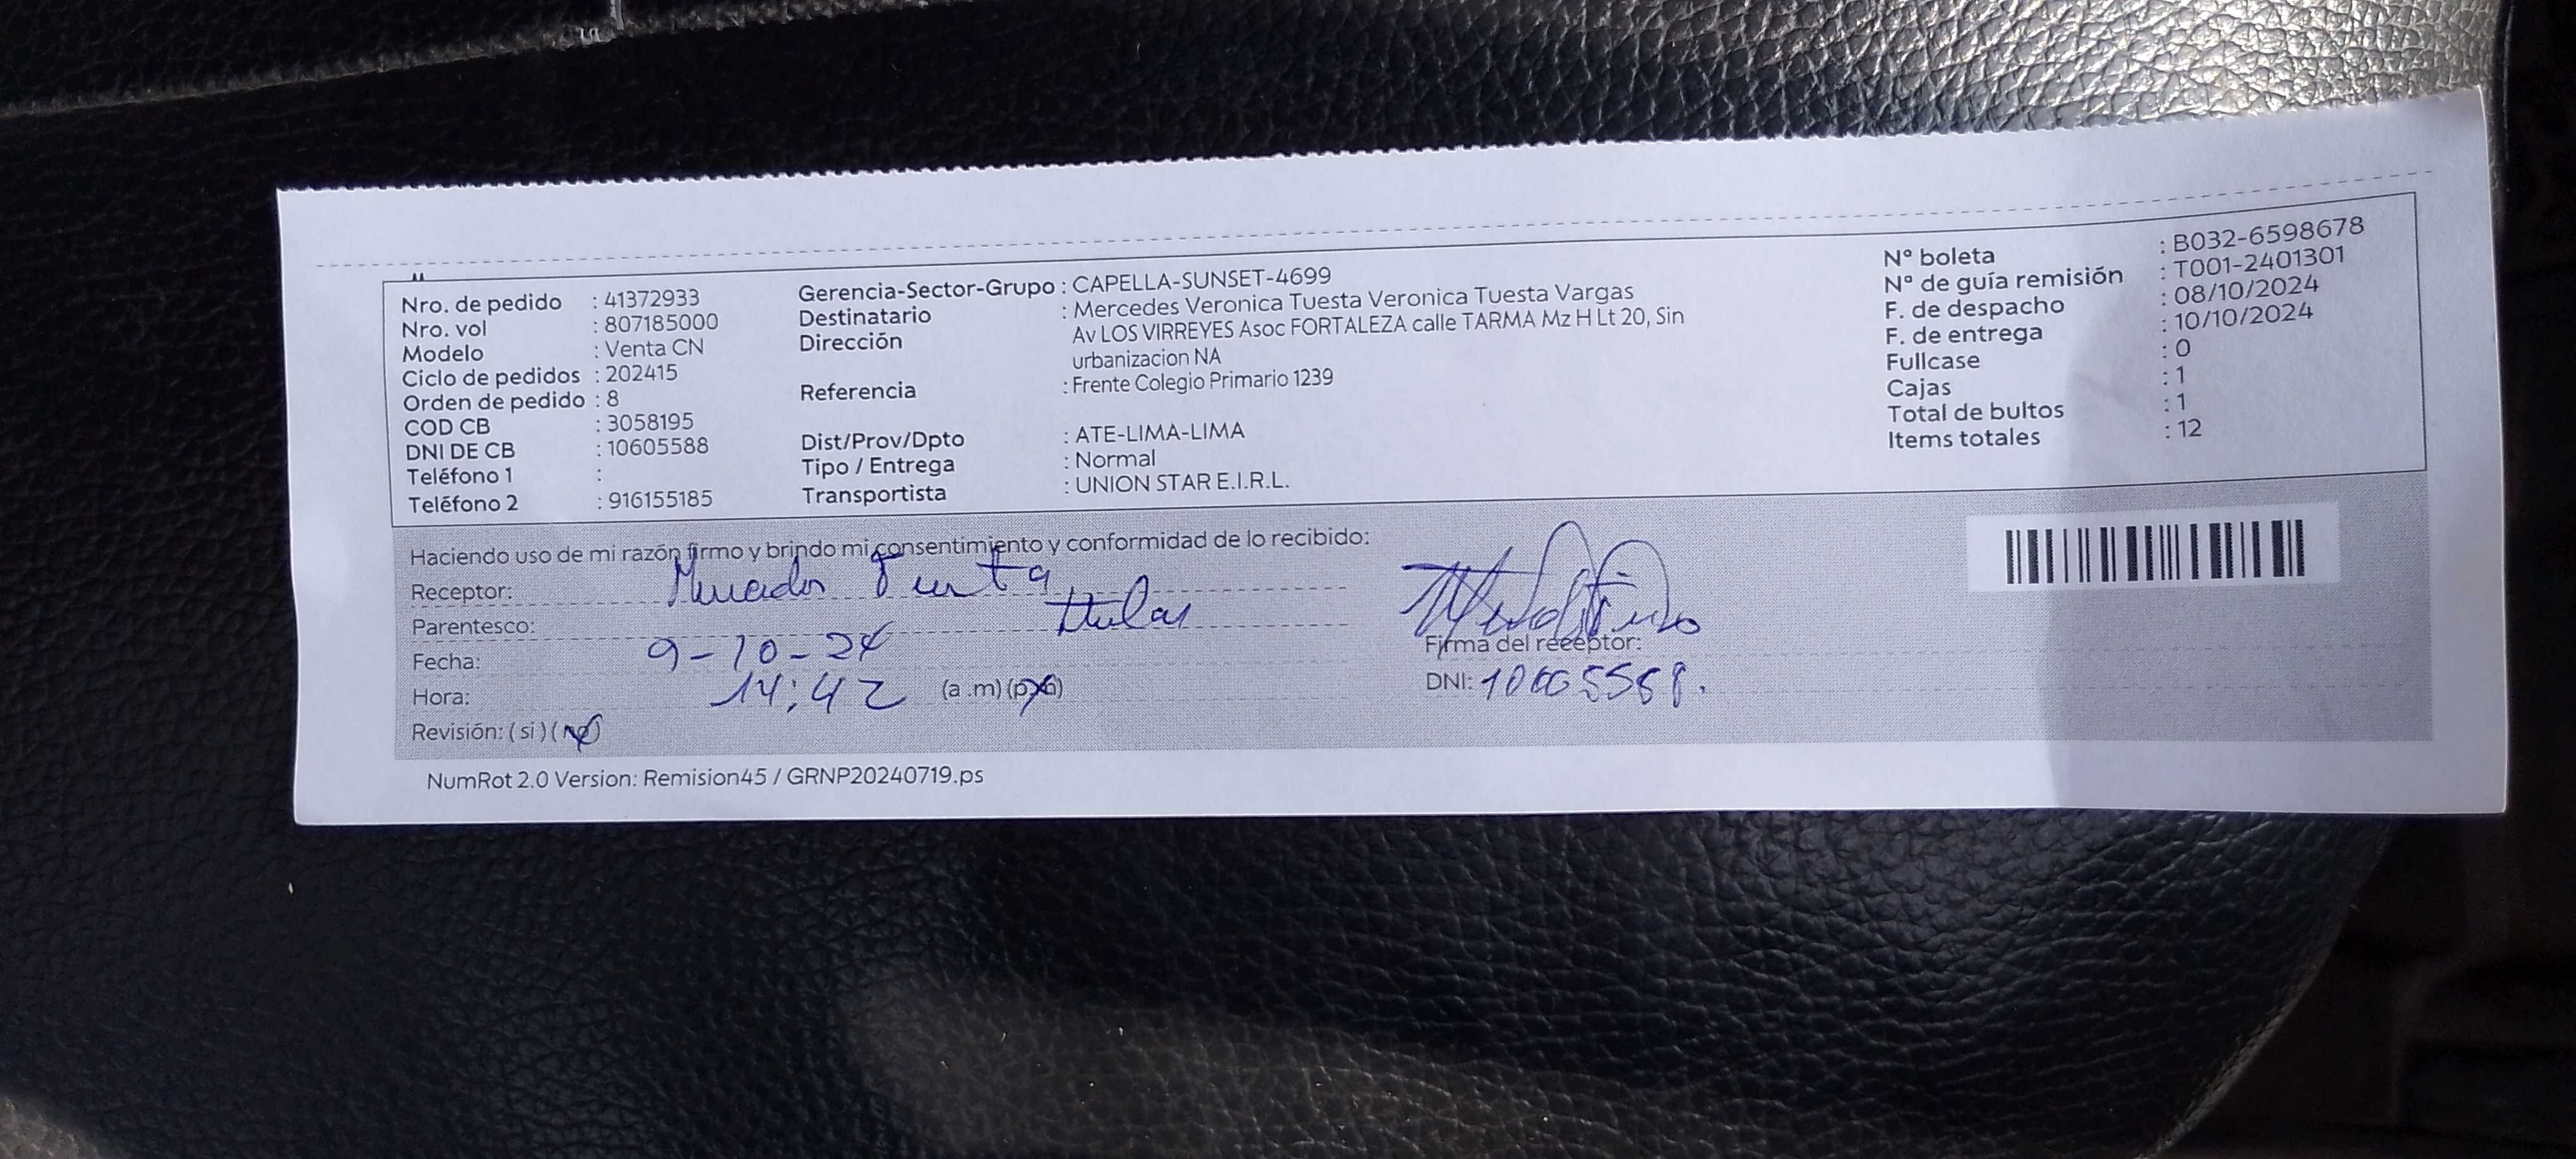 Nro. de pedido : 41372933
Nro. vol : 807185000
Modelo : Venta CN
Ciclo de pedidos : 202415
Orden de pedido : 8
COD CB : 3058195
DNI DE CB : 10605588
Teléfono 1 :
Teléfono 2 : 916155185
Gerencia-Sector-Grupo : CAPELLA-SUNSET-4699
Destinatario : Mercedes Veronica Tuesta Veronica Tuesta Vargas
Dirección Av LOS VIRREYES Asoc FORTALEZA calle TARMA Mz H Lt 20, Sin
urbanizacion NA
Referencia : Frente Colegio Primario 1239
Dist/Prov/Dpto : ATE-LIMA-LIMA
Tipo / Entrega : Normal
Transportista : UNION STAR E.I.R.L.
N° boleta : B032-6598678
N° de guía remisión : T001-2401301
F. de despacho : 08/10/2024
F. de entrega : 10/10/2024
Fullcase : 0
Cajas : 1
Total de bultos : 1
Items totales : 12
Haciendo uso de mi razón firmo y brindo mi consentimiento y conformidad de lo recibido:
Receptor:
Parentesco: titular
Fecha: 9-10-24
Hora: 14:42 (a .m) (p.m)
Revisión: ( si ) ( no )
Firma del receptor:
DNI:
NumRot 2.0 Version: Remision45 / GRNP20240719.ps